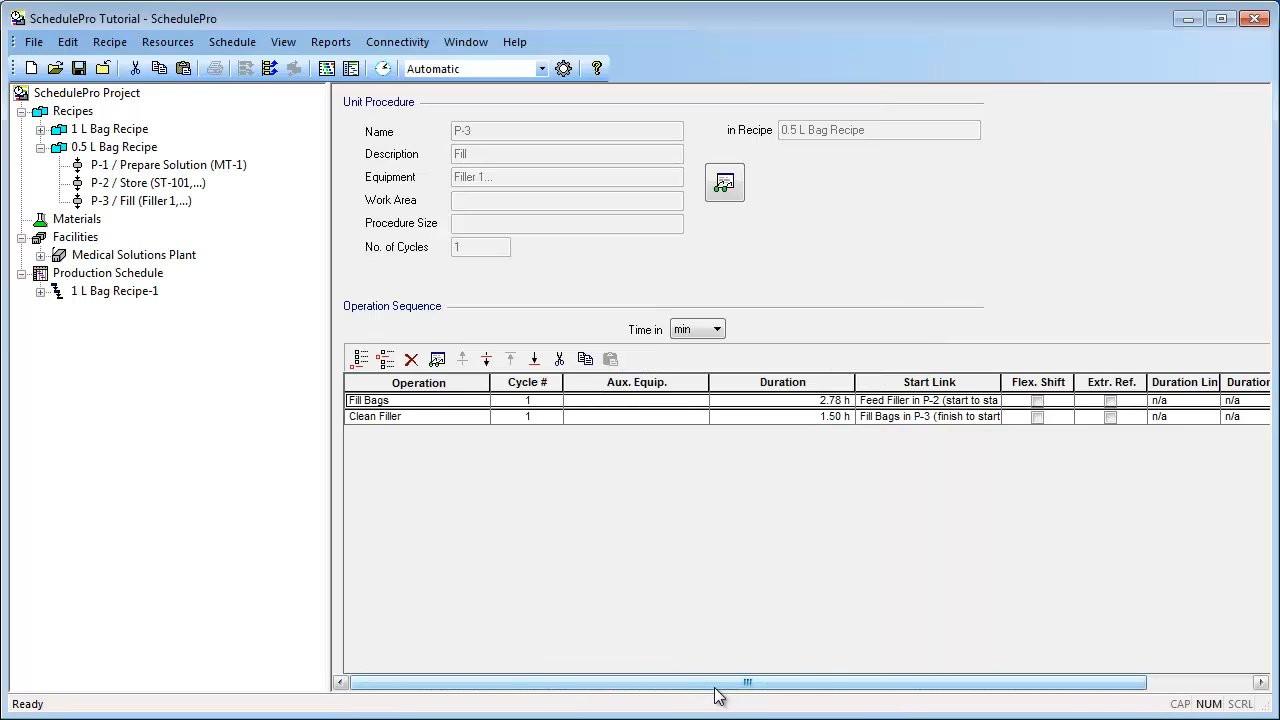 SchedulePro Tutorial - SchedulePro
File Edit Recipe Resources Schedule View Reports Connectivity Window Help
Automatic
SchedulePro Project
Recipes
1 L Bag Recipe
0.5 L Bag Recipe
P-1 / Prepare Solution (MT-1)
P-2 / Store (ST-101,...)
P-3 / Fill (Filler 1,...)
Materials
Facilities
Medical Solutions Plant
Production Schedule
1 L Bag Recipe-1
Unit Procedure
Name P-3 in Recipe 0.5 L Bag Recipe
Description Fill
Equipment Filler 1...
Work Area
Procedure Size
No. of Cycles 1
Operation Sequence
Time in min
Operation Cycle # Aux. Equip. Duration Start Link Flex. Shift Extr. Ref. Duration Lin Duration
Fill Bags 1 2.78 h Feed Filler in P-2 (start to sta n/a n/a
Clean Filler 1 1.50 h Fill Bags in P-3 (finish to start n/a n/a
Ready CAP NUM SCRL